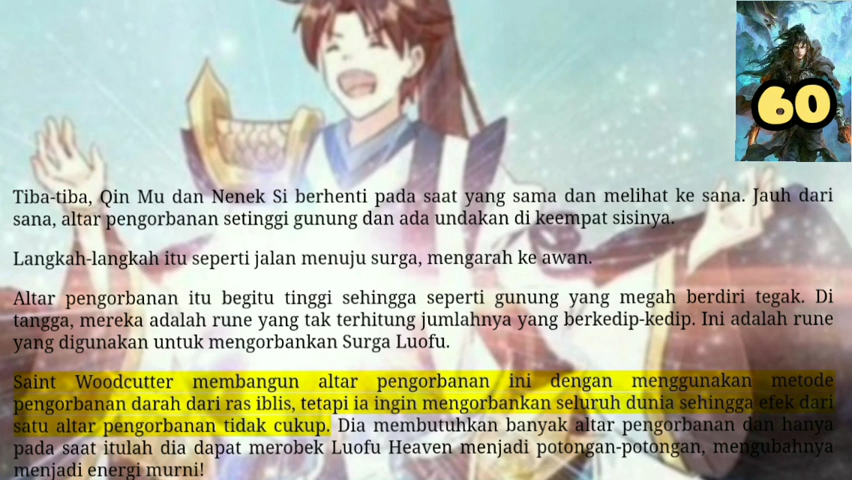 60
Tiba-tiba, Qin Mu dan Nenek Si berhenti pada saat yang sama dan melihat ke sana. Jauh dari
sana, altar pengorbanan setinggi gunung dan ada undakan di keempat sisinya.
Langkah-langkah itu seperti jalan menuju surga, mengarah ke awan.
Altar pengorbanan itu begitu tinggi sehingga seperti gunung yang megah berdiri tegak. Di
tangga, mereka adalah rune yang tak terhitung jumlahnya yang berkedip-kedip. Ini adalah rune
yang digunakan untuk mengorbankan Surga Luofu.
Saint Woodcutter membangun altar pengorbanan ini dengan menggunakan metode
pengorbanan darah dari ras iblis, tetapi ia ingin mengorbankan seluruh dunia sehingga efek dari
satu altar pengorbanan tidak cukup. Dia membutuhkan banyak altar pengorbanan dan hanya
pada saat itulah dia dapat merobek Luofu Heaven menjadi potongan-potongan, mengubahnya
menjadi energi murni!